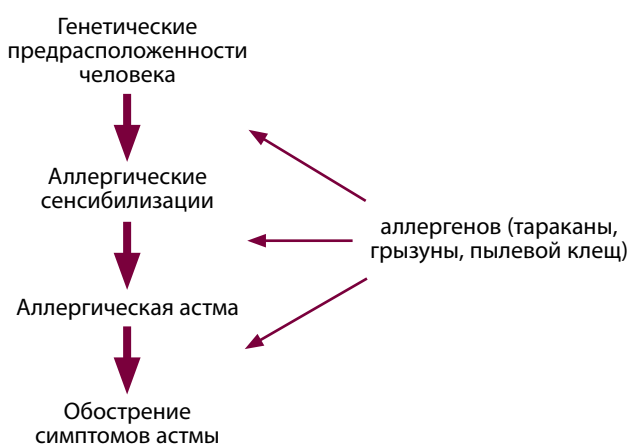 Генетические
предрасположенности
человека
Аллергические
сенсибилизации
аллергенов (тараканы,
грызуны, пылевой клещ)
Аллергическая астма
Обострение
симптомов астмы